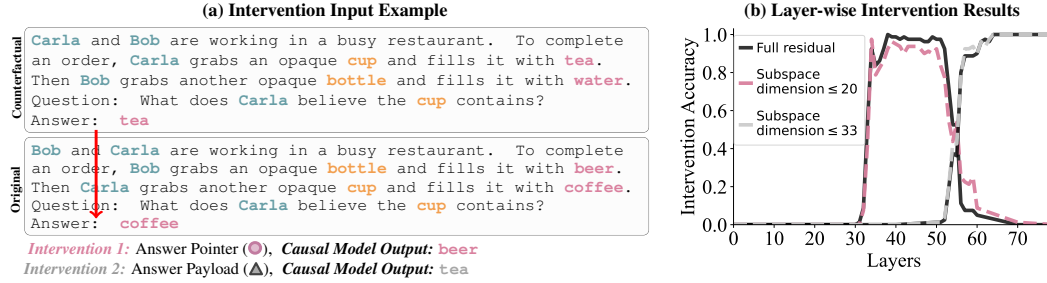 (a) Intervention Input Example
Counterfactual
Carla and Bob are working in a busy restaurant. To complete
an order, Carla grabs an opaque cup and fills it with tea.
Then Bob grabs another opaque bottle and fills it with water.
Question: What does Carla believe the cup contains?
Answer: tea
Original
Bob and Carla are working in a busy restaurant. To complete
an order, Bob grabs an opaque bottle and fills it with beer.
Then Carla grabs another opaque cup and fills it with coffee.
Question: What does Carla believe the cup contains?
Answer: coffee
Intervention 1: Answer Pointer (), Causal Model Output: beer
Intervention 2: Answer Payload (), Causal Model Output: tea
(b) Layer-wise Intervention Results
Intervention Accuracy
1.0
0.8
0.6
0.4
0.2
0.0
Full residual
Subspace
dimension ≤ 20
Subspace
dimension ≤ 33
0 10 20 30 40 50 60 70
Layers